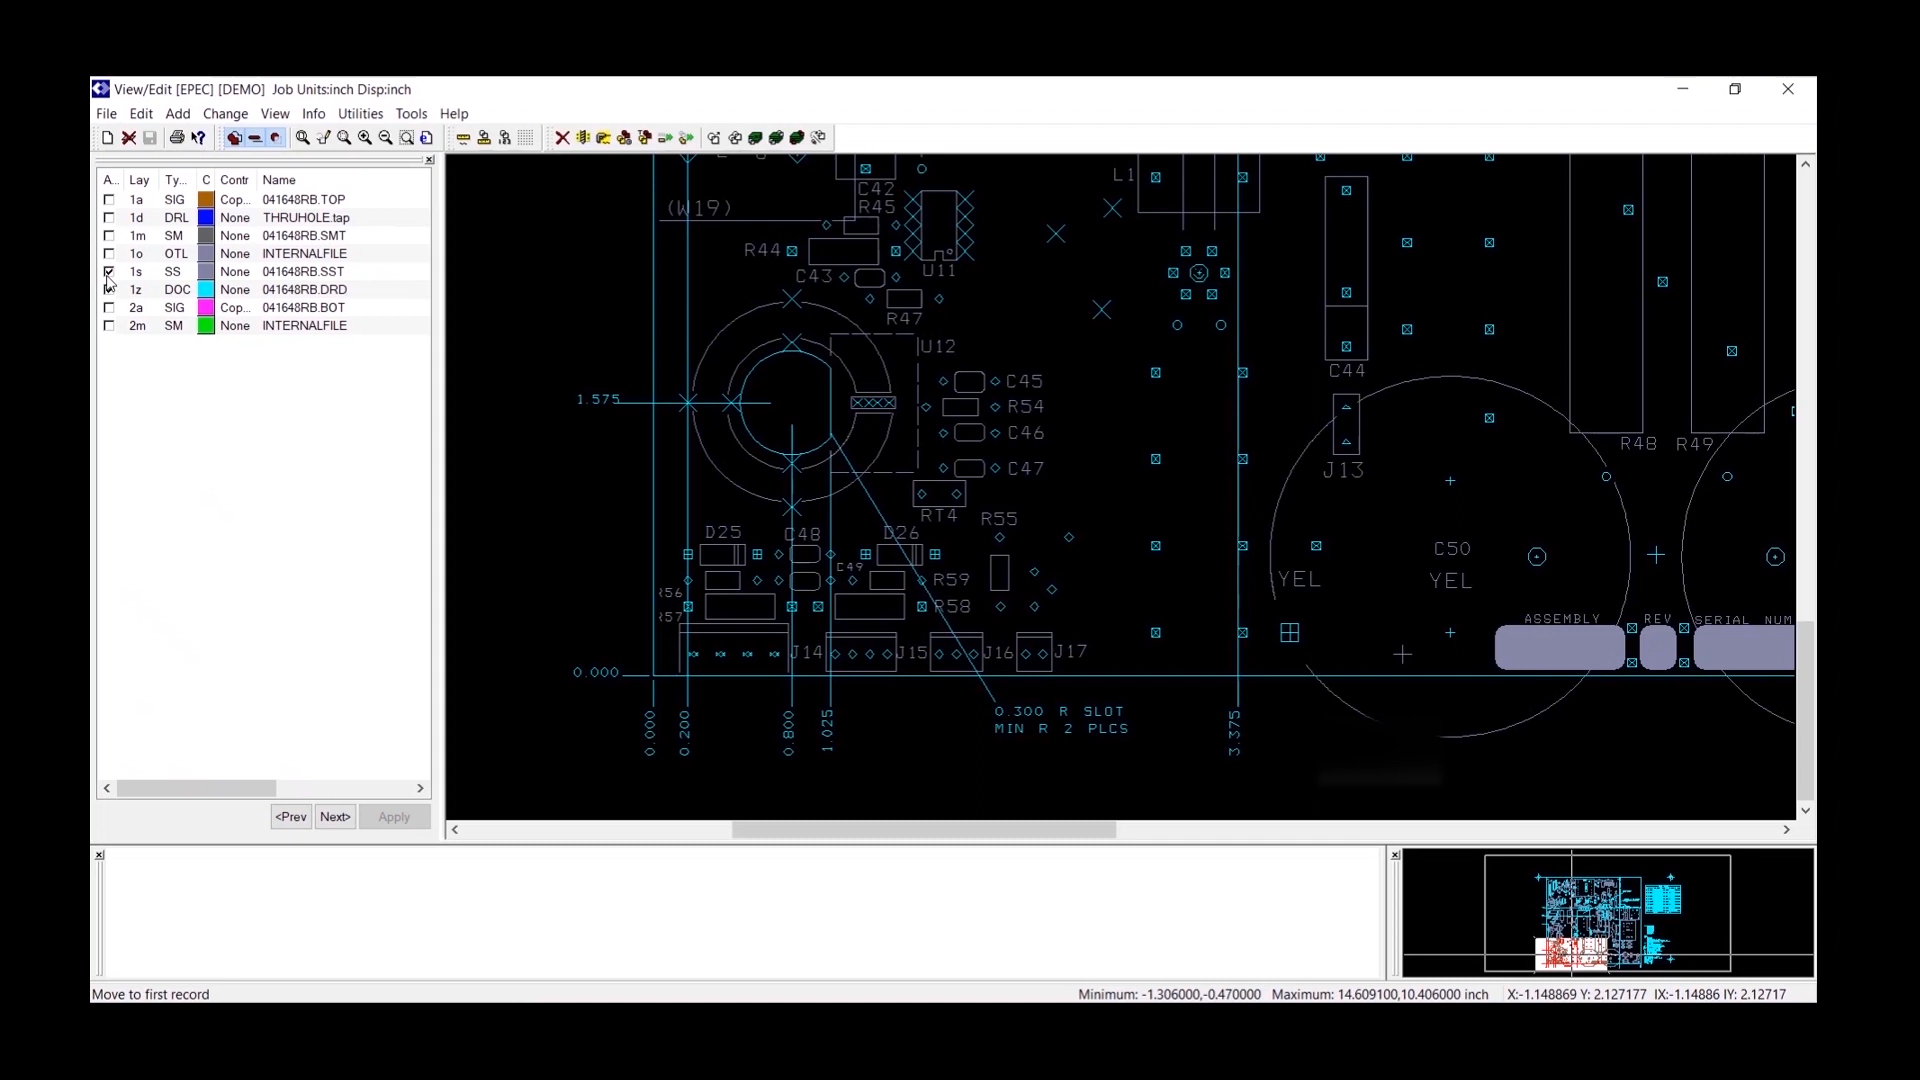 View/Edit [EPEC] [DEMO] Job Units:inch Disp:inch
File Edit Add Change View Info Utilities Tools Help
A... Lay Ty... C Contr Name
1a SIG Cop... 041648RB.TOP
1d DRL None THRUHOLE.tap
1m SM None 041648RB.SMT
1o OTL None INTERNALFILE
1s SS None 041648RB.SST
1z DOC None 041648RB.DRD
2a SIG Cop... 041648RB.BOT
2m SM None INTERNALFILE
<Prev Next> Apply
L1
C42
R45
(W19)
R44
U11
C43
R47
U12
C44
1.575
C45
R54
C46
C47
R48 R49
J13
RT4
R55
D25 C48 D26
C49
C50
YEL YEL
R59
R56
R58
R57
ASSEMBLY REV SERIAL NUM
J14 J15 J16 J17
0.000
0.300 R SLOT
MIN R 2 PLCS
0.000 0.200 0.800 1.025 3.375
Move to first record Minimum: -1.306000,-0.470000 Maximum: 14.609100,10.406000 inch X:-1.148869 Y: 2.127177 IX:-1.14886 IY: 2.12717